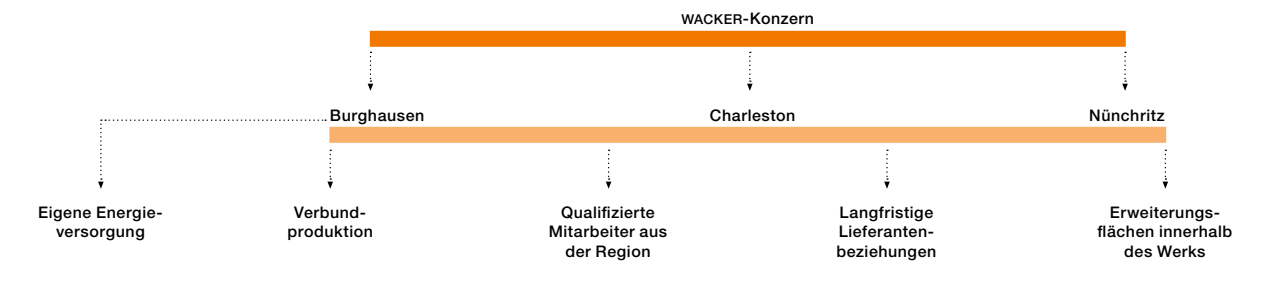 WACKER-Konzern
Burghausen
Charleston
Nünchritz
Eigene Energie-
versorgung
Verbund-
produktion
Qualifizierte
Mitarbeiter aus
der Region
Langfristige
Lieferanten-
beziehungen
Erweiterungs-
flächen innerhalb
des Werks